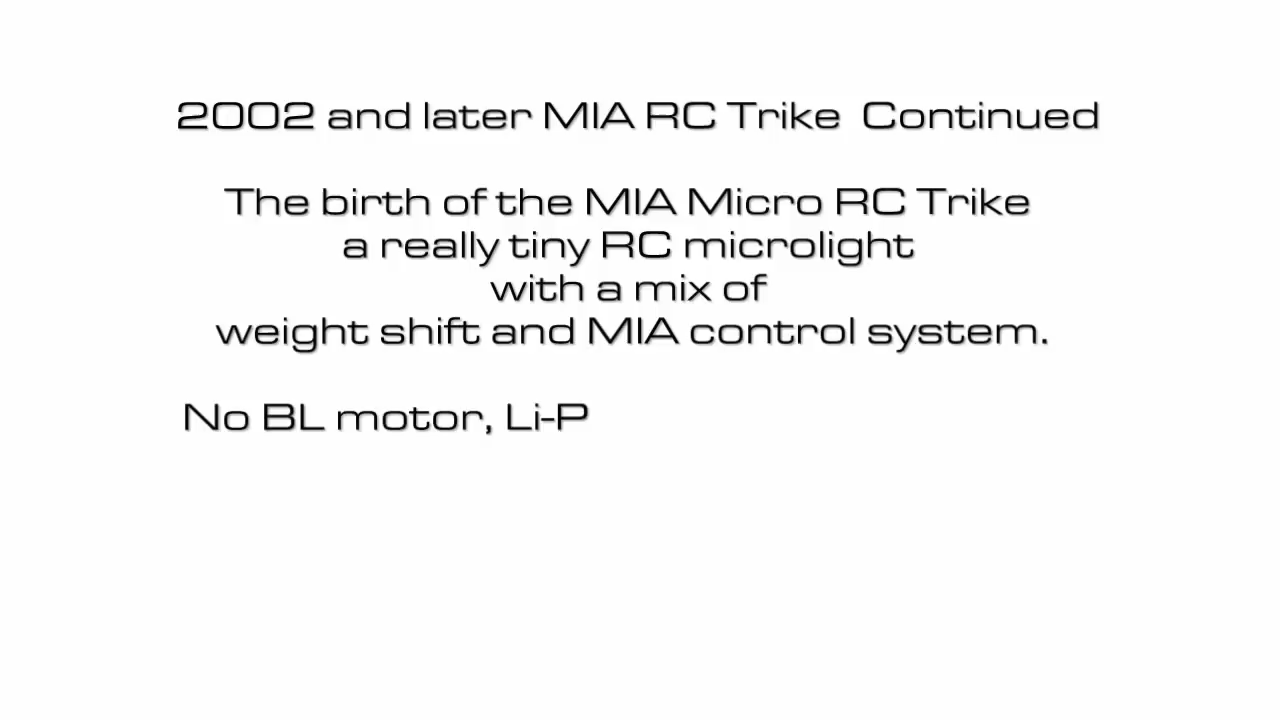 2002 and later MIA RC Trike  Continued
The birth of the MIA Micro RC Trike
a really tiny RC microlight
with a mix of
weight shift and MIA control system.
No BL motor, Li-P